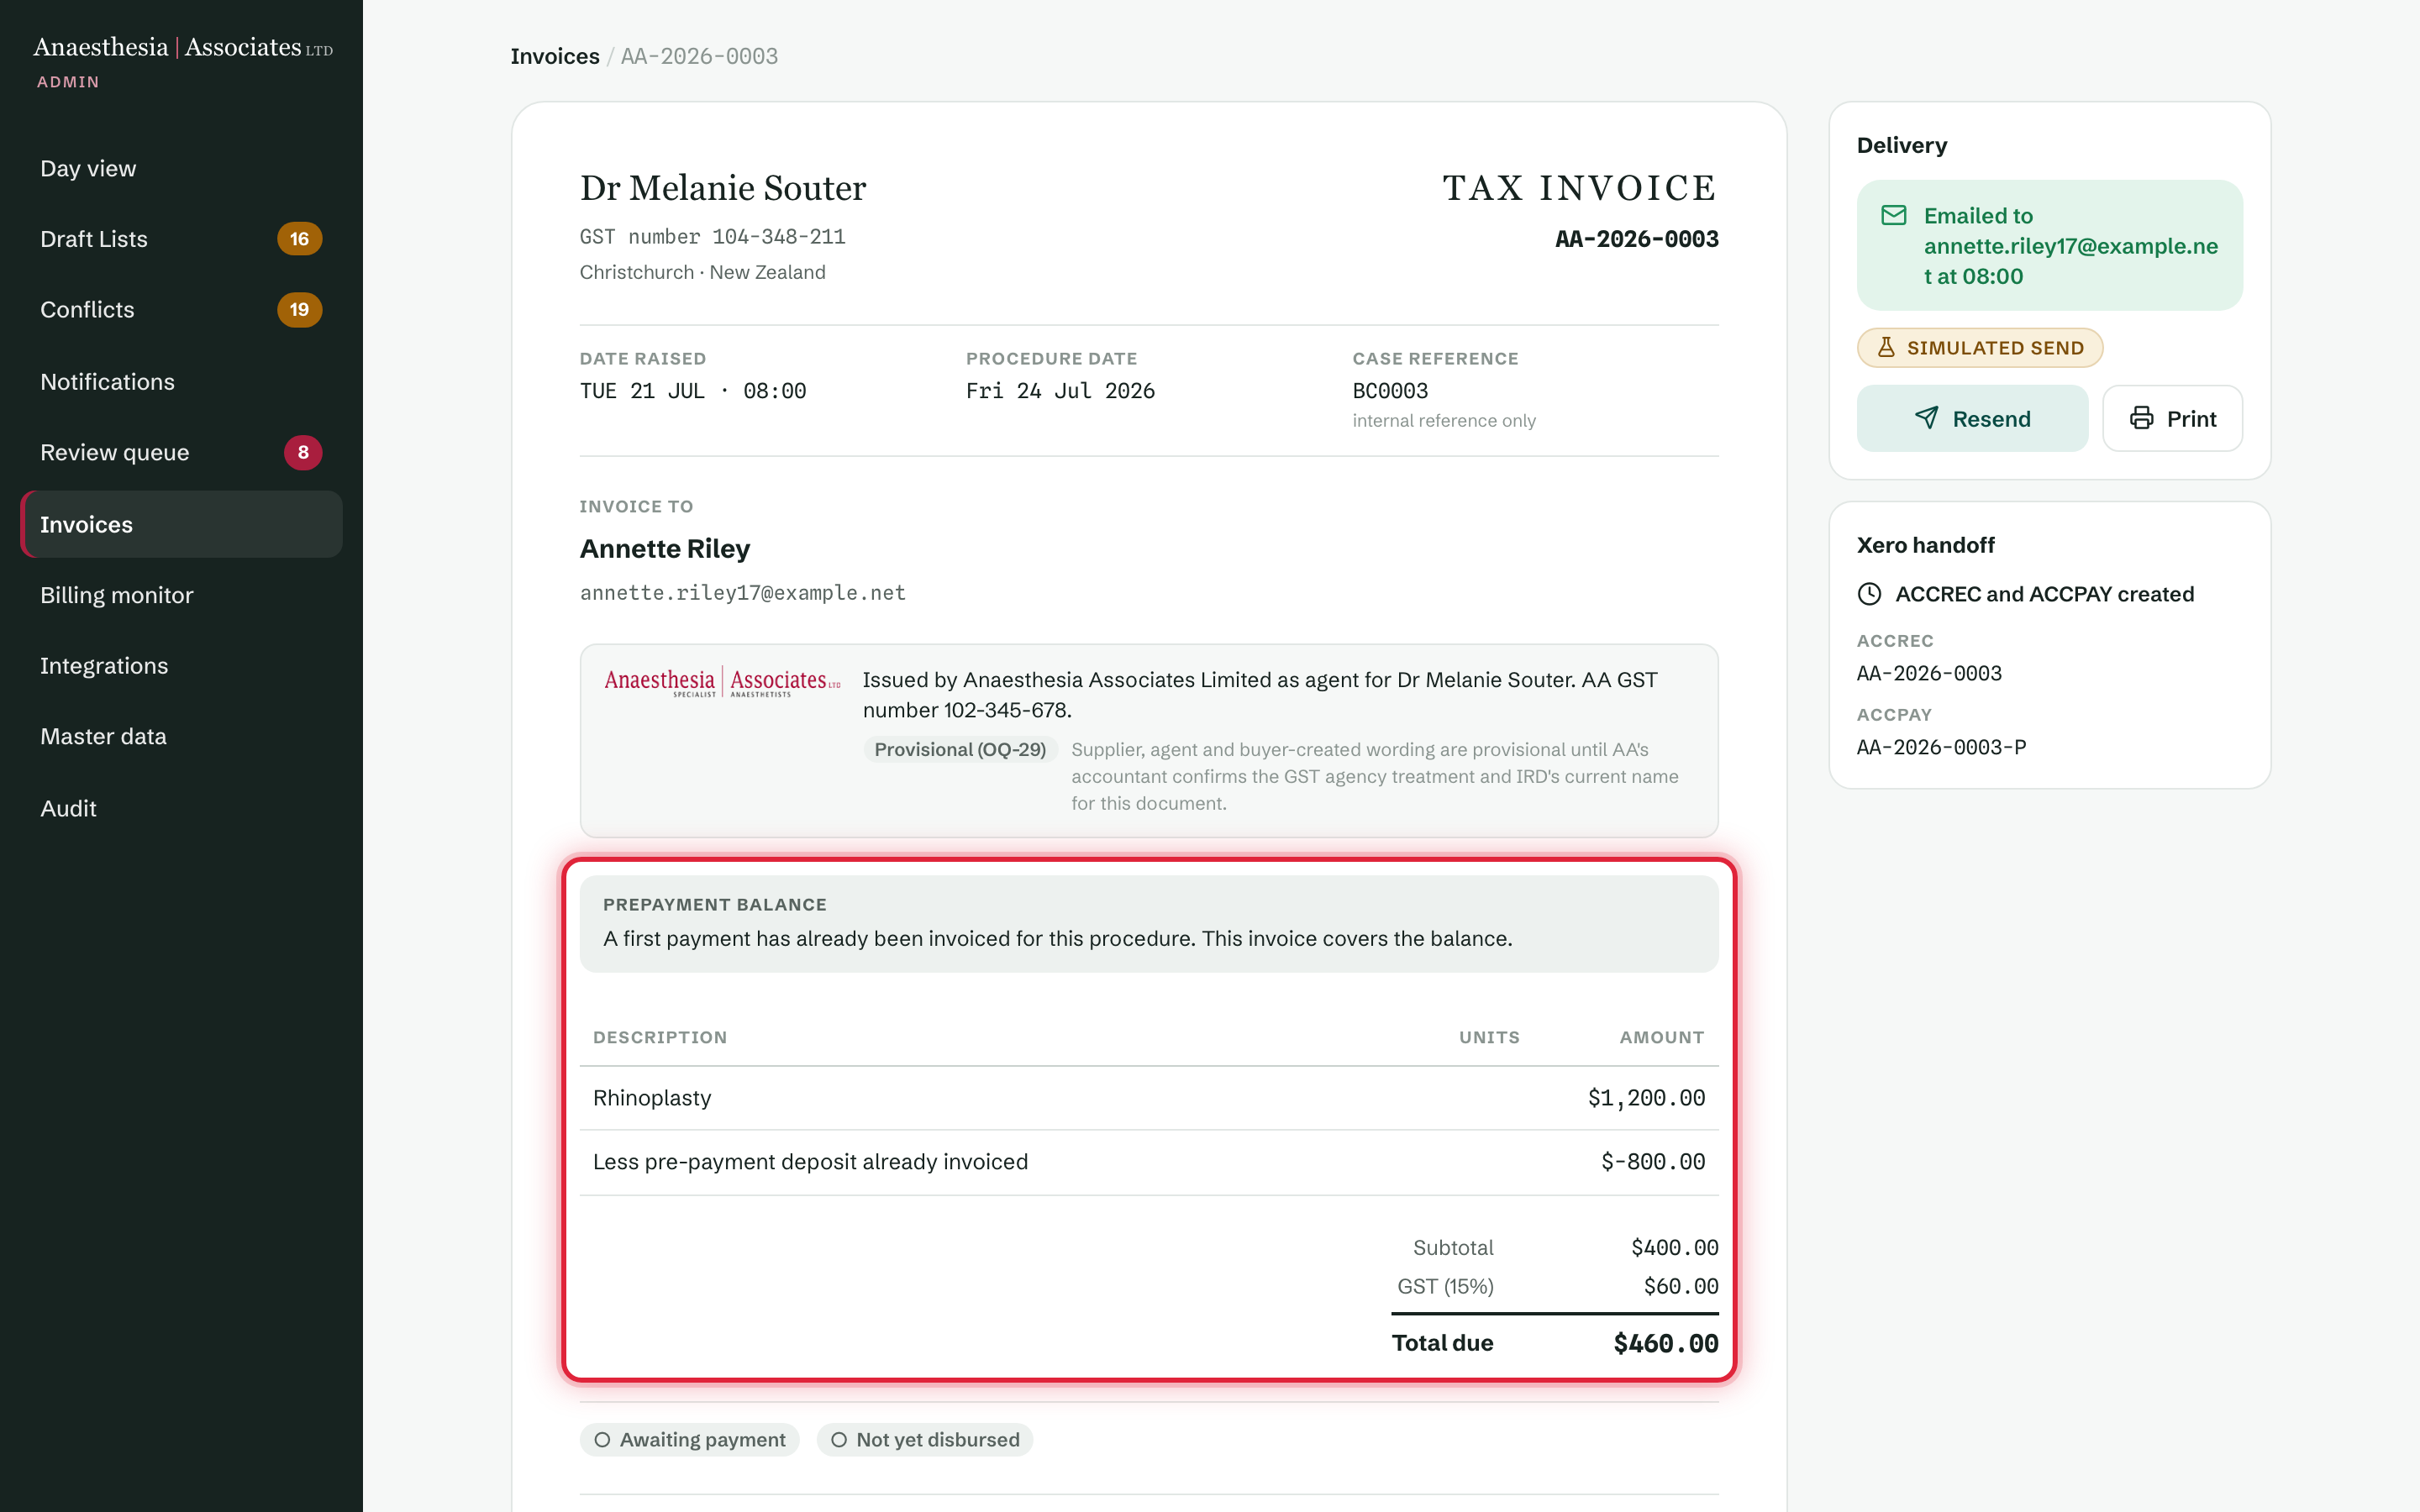 Anaesthesia | Associates LTD
ADMIN
Day view
Draft Lists 16
Conflicts 19
Notifications
Review queue 8
Invoices
Billing monitor
Integrations
Master data
Audit
Invoices / AA-2026-0003
Dr Melanie Souter
GST number 104-348-211
Christchurch · New Zealand
TAX INVOICE
AA-2026-0003
DATE RAISED
TUE 21 JUL · 08:00
PROCEDURE DATE
Fri 24 Jul 2026
CASE REFERENCE
BC0003
internal reference only
INVOICE TO
Annette Riley
annette.riley17@example.net
Anaesthesia | Associates LTD
SPECIALIST ANAESTHETISTS
Issued by Anaesthesia Associates Limited as agent for Dr Melanie Souter. AA GST
number 102-345-678.
Provisional (OQ-29)
Supplier, agent and buyer-created wording are provisional until AA's
accountant confirms the GST agency treatment and IRD's current name
for this document.
PREPAYMENT BALANCE
A first payment has already been invoiced for this procedure. This invoice covers the balance.
DESCRIPTION UNITS AMOUNT
Rhinoplasty $1,200.00
Less pre-payment deposit already invoiced $-800.00
Subtotal $400.00
GST (15%) $60.00
Total due $460.00
Awaiting payment
Not yet disbursed
Delivery
Emailed to
annette.riley17@example.ne
t at 08:00
SIMULATED SEND
Resend
Print
Xero handoff
ACCREC and ACCPAY created
ACCREC
AA-2026-0003
ACCPAY
AA-2026-0003-P